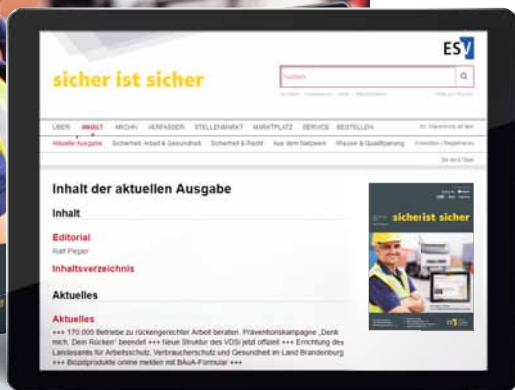 ESV
sicher ist sicher
Suchen
ÜBER INHALT ARCHIV VERFASSER STELLENMARKT MARKTPLATZ SERVICE BESTELLEN
Aktuelle Ausgabe Sicherheit, Arbeit & Gesundheit Sicherheit & Recht Aus dem Netzwerk Wissen & Qualifizierung
Inhalt der aktuellen Ausgabe
Inhalt
Editorial
Ralf Pieper
Inhaltsverzeichnis
Aktuelles
Aktuelles
+++ 170.000 Betriebe zu rückengerechter Arbeit beraten. Präventionskampagne „Denk
mich. Dein Rücken“ beendet +++ Neue Struktur des VDSI jetzt offiziell +++ Errichtung des
Landesamts für Arbeitsschutz, Verbraucherschutz und Gesundheit im Land Brandenburg
+++ Biozidprodukte online melden mit BAuA-Formular +++
sicher ist sicher